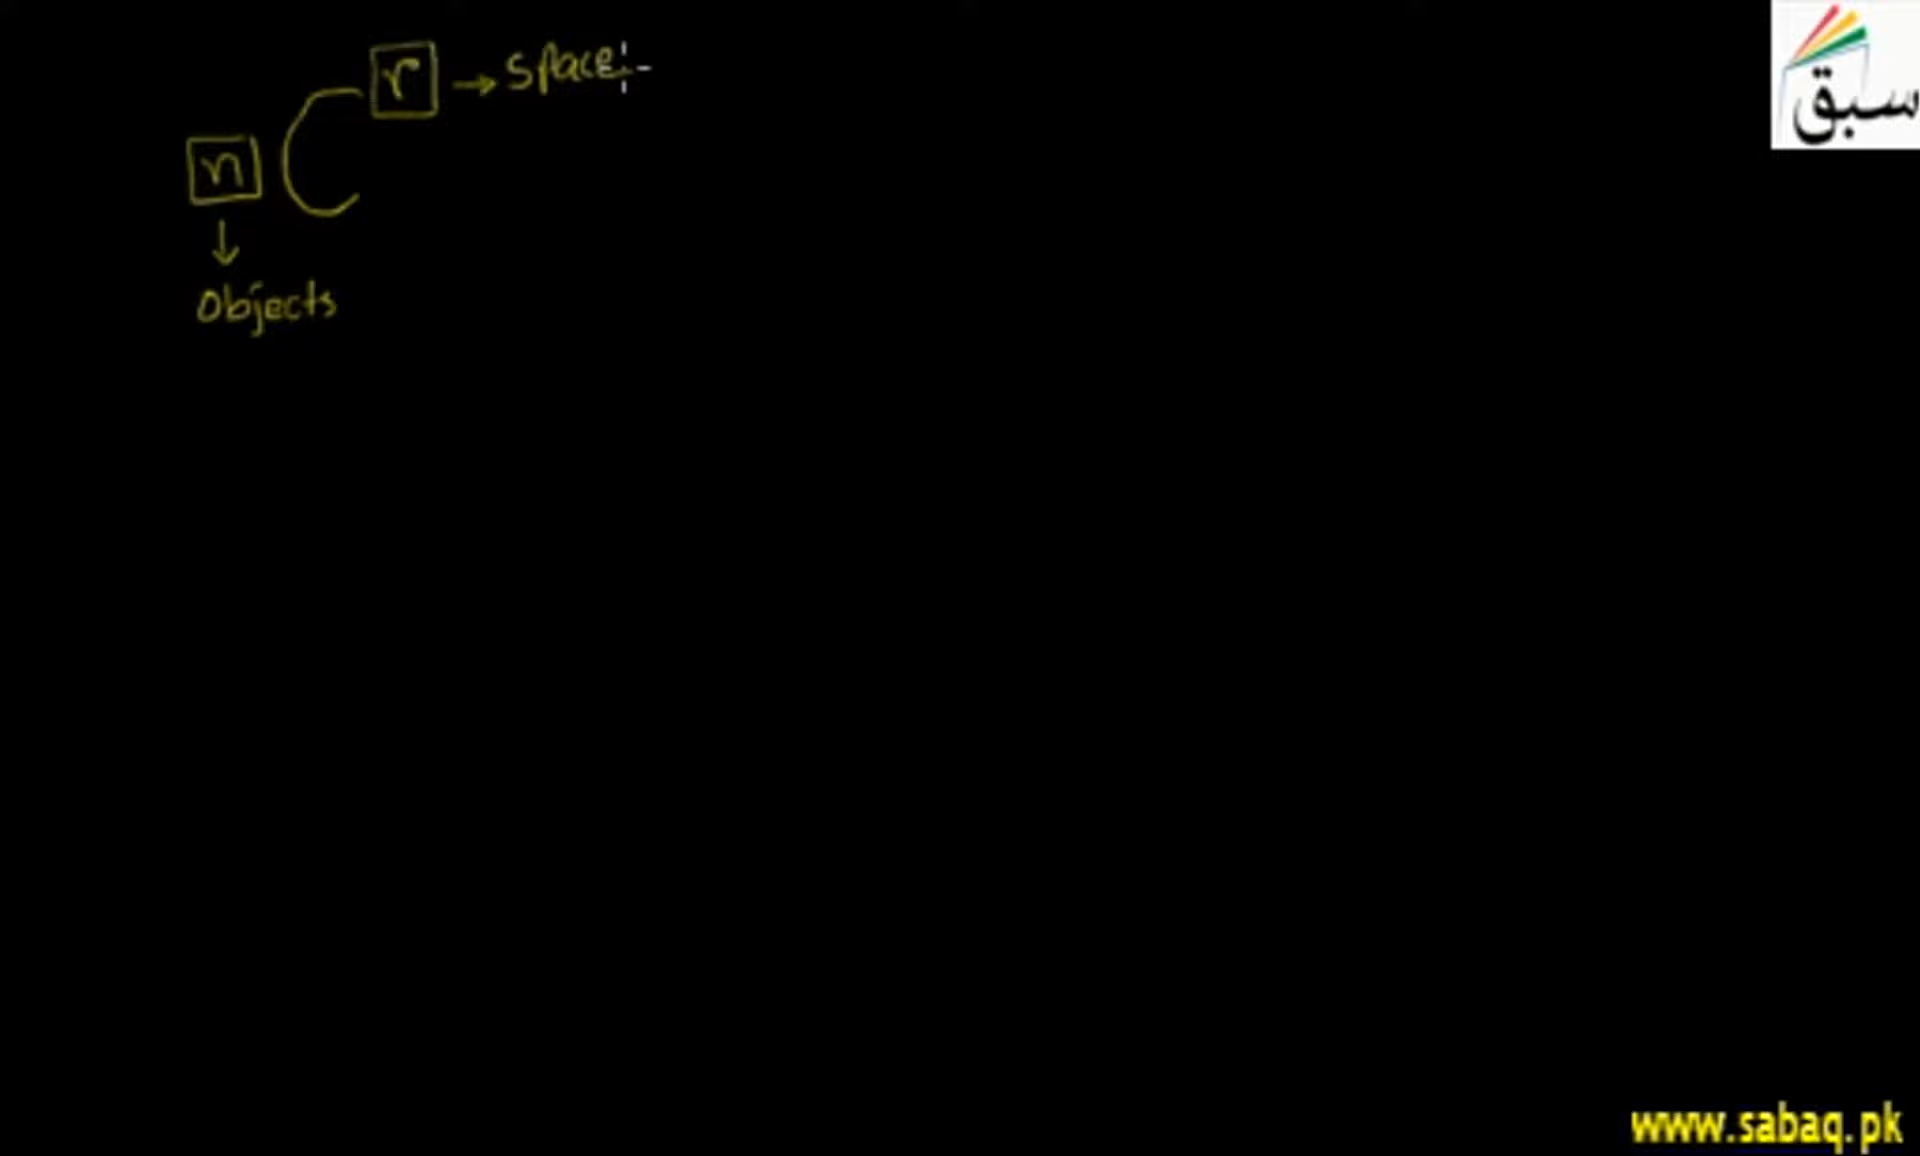 r → space
n C
↓
objects
سبق
www.sabaq.pk